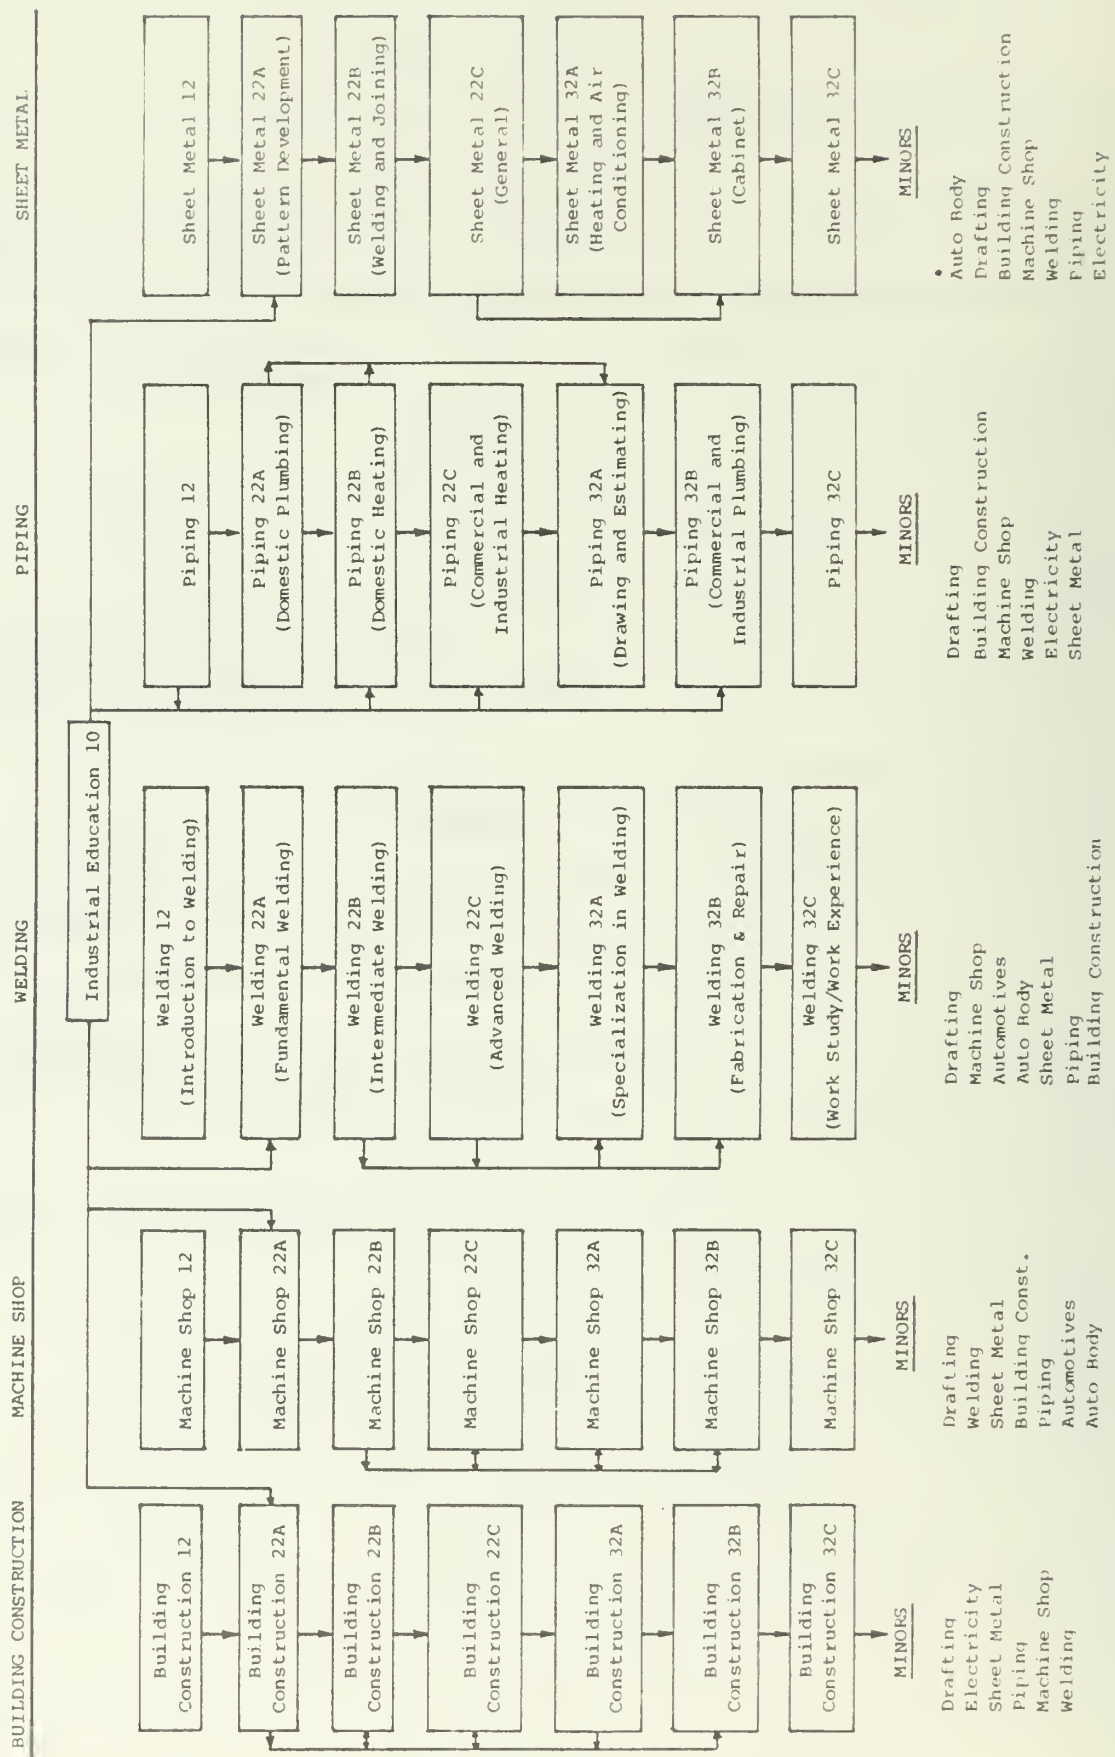 BUILDING CONSTRUCTION
MACHINE SHOP
WELDING
PIPING
SHEET METAL
Industrial Education 10
Building
Construction 12
Building
Construction 22A
Building
Construction 22B
Building
Construction 22C
Building
Construction 32A
Building
Construction 32B
Building
Construction 32C
MINORS
Drafting
Electricity
Sheet Metal
Piping
Machine Shop
Welding
Machine Shop 12
Machine Shop 22A
Machine Shop 22B
Machine Shop 22C
Machine Shop 32A
Machine Shop 32B
Machine Shop 32C
MINORS
Drafting
Welding
Sheet Metal
Building Const.
Piping
Automotives
Auto Body
Welding 12
(Introduction to Welding)
Welding 22A
(Fundamental Welding)
Welding 22B
(Intermediate Welding)
Welding 22C
(Advanced Welding)
Welding 32A
(Specialization in Welding)
Welding 32B
(Fabrication & Repair)
Welding 32C
(Work Study/Work Experience)
MINORS
Drafting
Machine Shop
Automotives
Auto Body
Sheet Metal
Piping
Building Construction
Piping 12
Piping 22A
(Domestic Plumbing)
Piping 22B
(Domestic Heating)
Piping 22C
(Commercial and
Industrial Heating)
Piping 32A
(Drawing and Estimating)
Piping 32B
(Commercial and
Industrial Plumbing)
Piping 32C
MINORS
Drafting
Building Construction
Machine Shop
Welding
Electricity
Sheet Metal
Sheet Metal 12
Sheet Metal 22A
(Pattern Development)
Sheet Metal 22B
(Welding and Joining)
Sheet Metal 22C
(General)
Sheet Metal 32A
(Heating and Air
Conditioning)
Sheet Metal 32B
(Cabinet)
Sheet Metal 32C
MINORS
Auto Body
Drafting
Building Construction
Machine Shop
Welding
Piping
Electricity